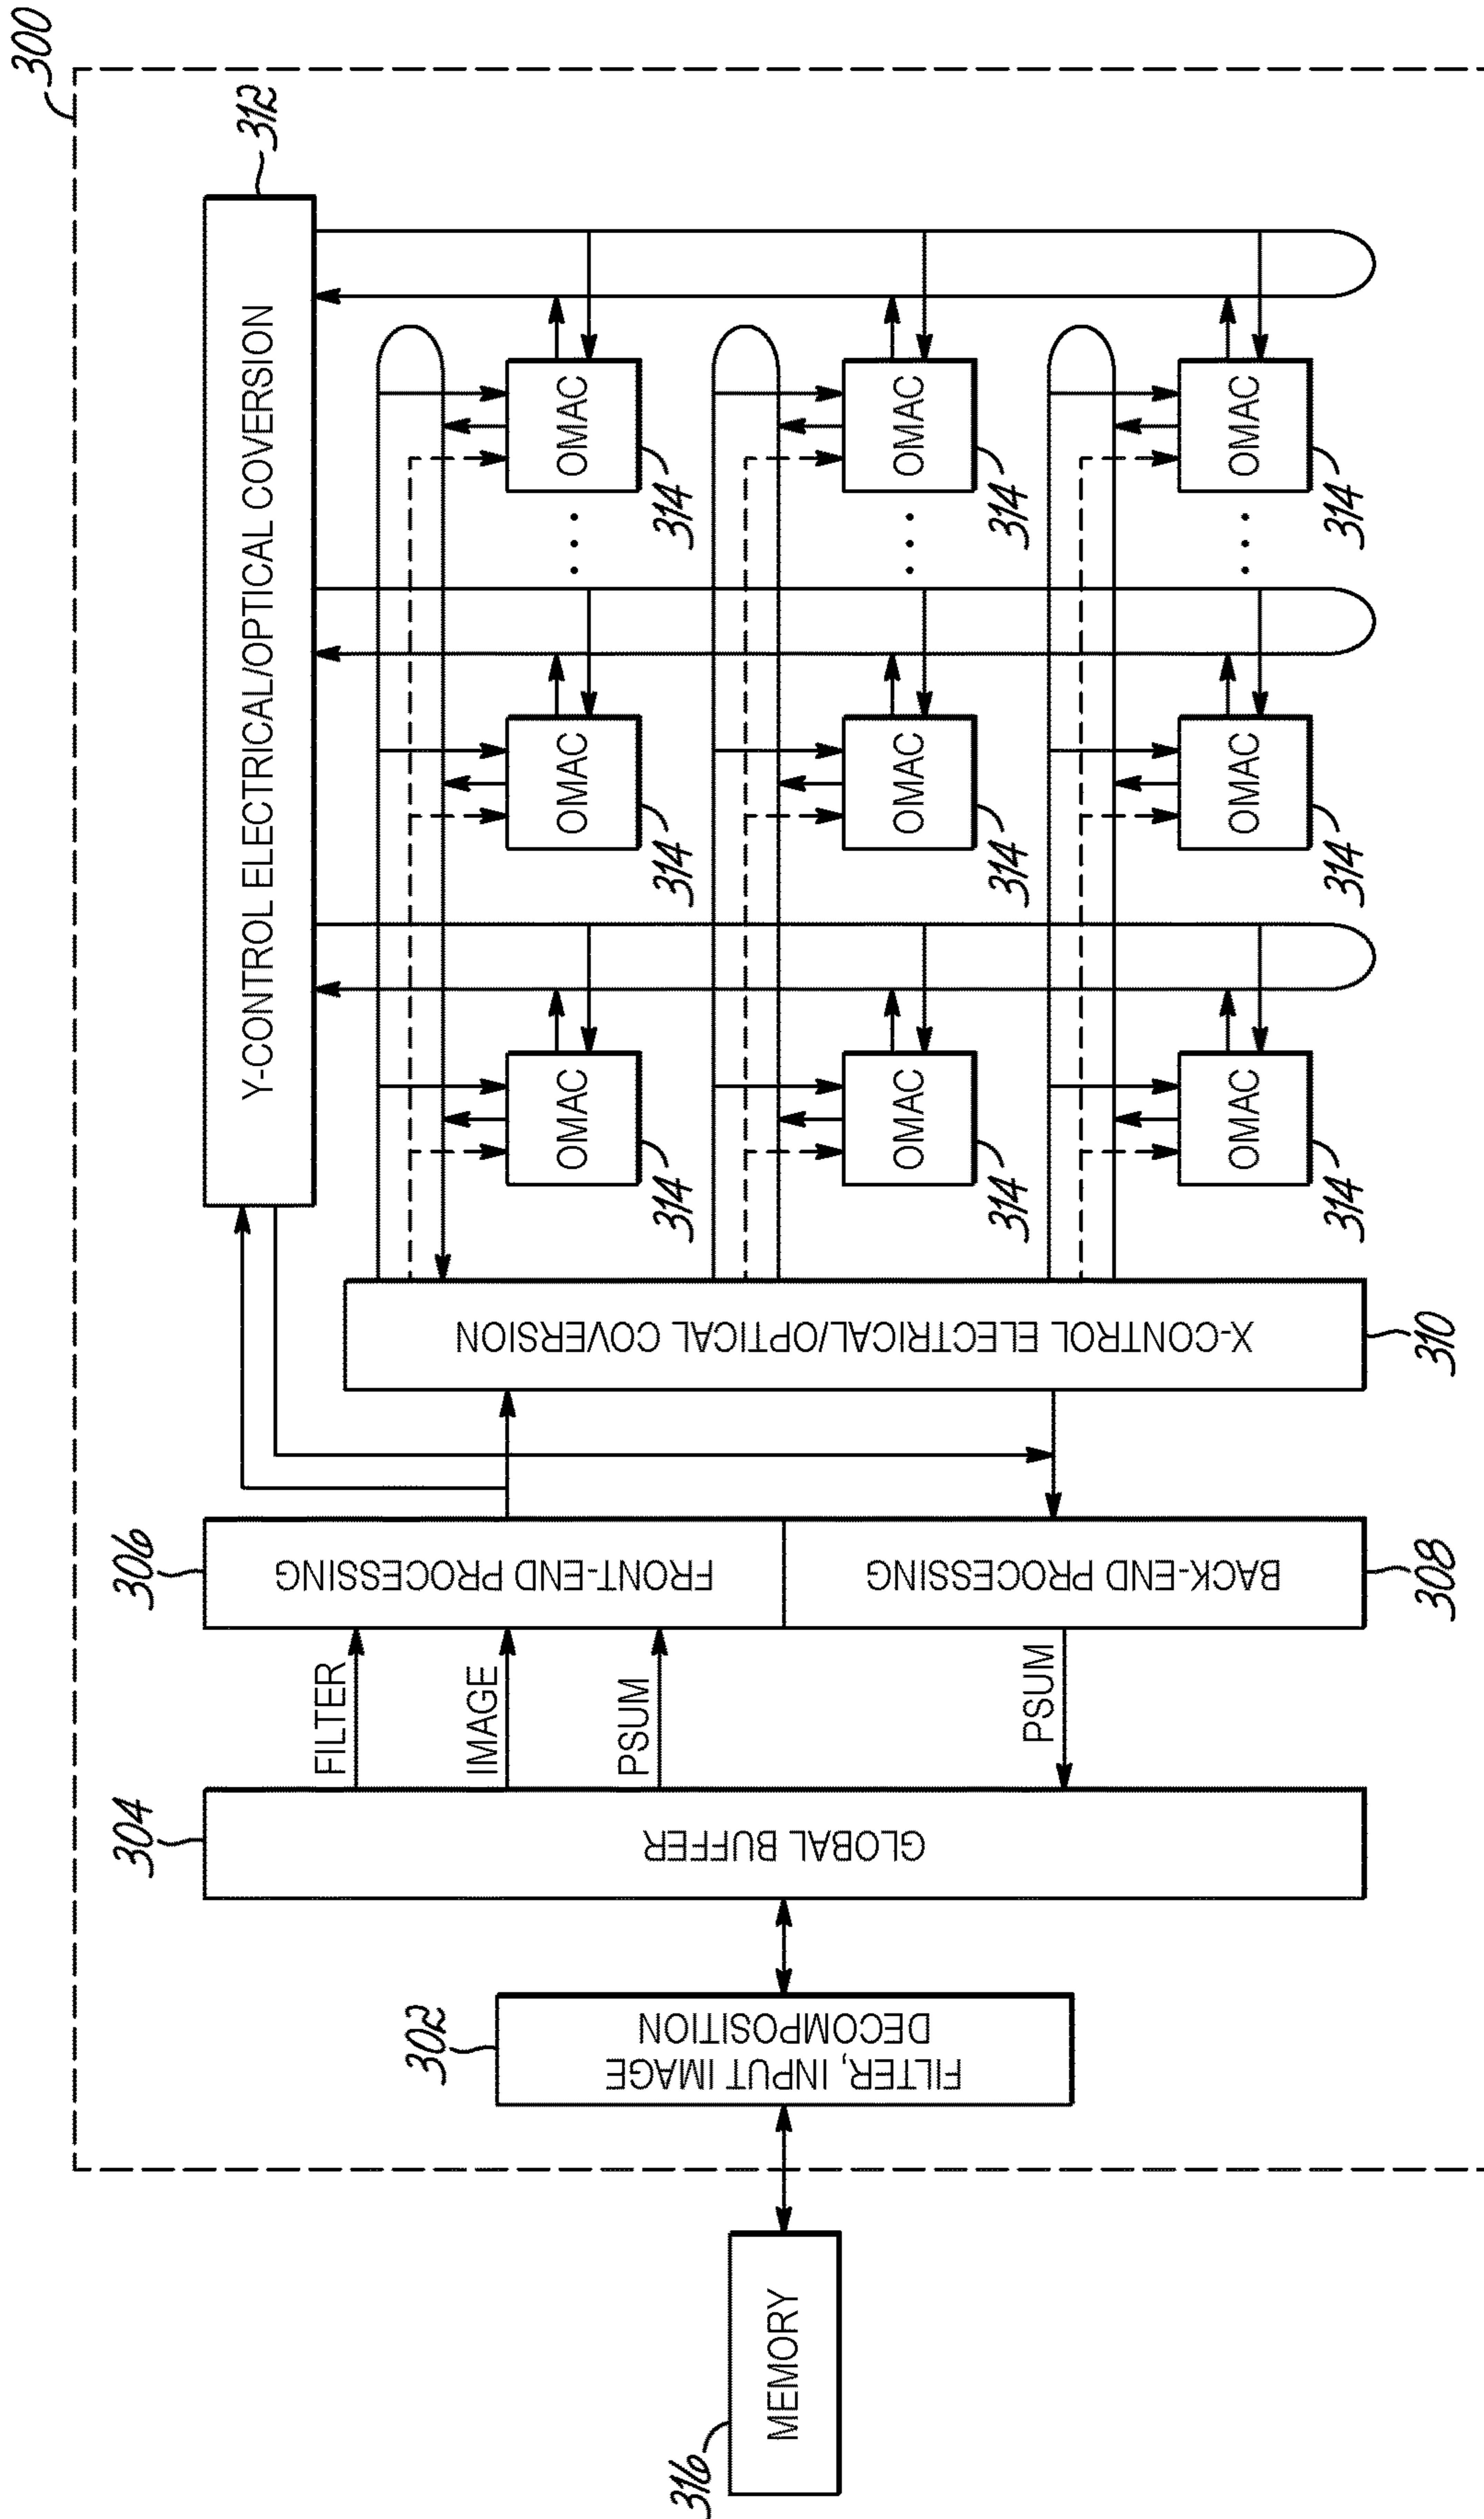 300
312
Y-CONTROL ELECTRICAL/OPTICAL COVERSION
OMAC
314
OMAC
314
OMAC
314
OMAC
314
OMAC
314
OMAC
314
OMAC
314
OMAC
314
OMAC
314
X-CONTROL ELECTRICAL/OPTICAL COVERSION
310
306
FRONT-END PROCESSING
BACK-END PROCESSING
308
FILTER
IMAGE
PSUM
PSUM
304
GLOBAL BUFFER
302
FILTER, INPUT IMAGE
DECOMPOSITION
MEMORY
316